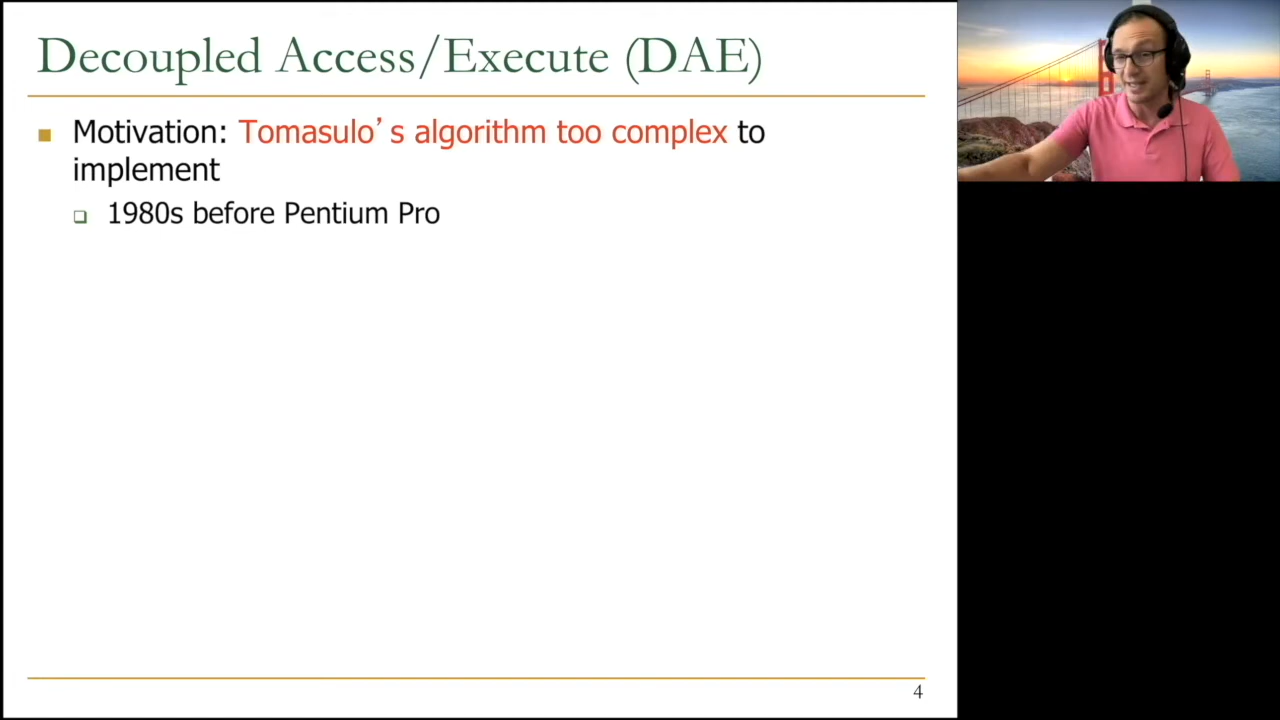 Decoupled Access/Execute (DAE)
Motivation: Tomasulo’s algorithm too complex to
implement
1980s before Pentium Pro
4